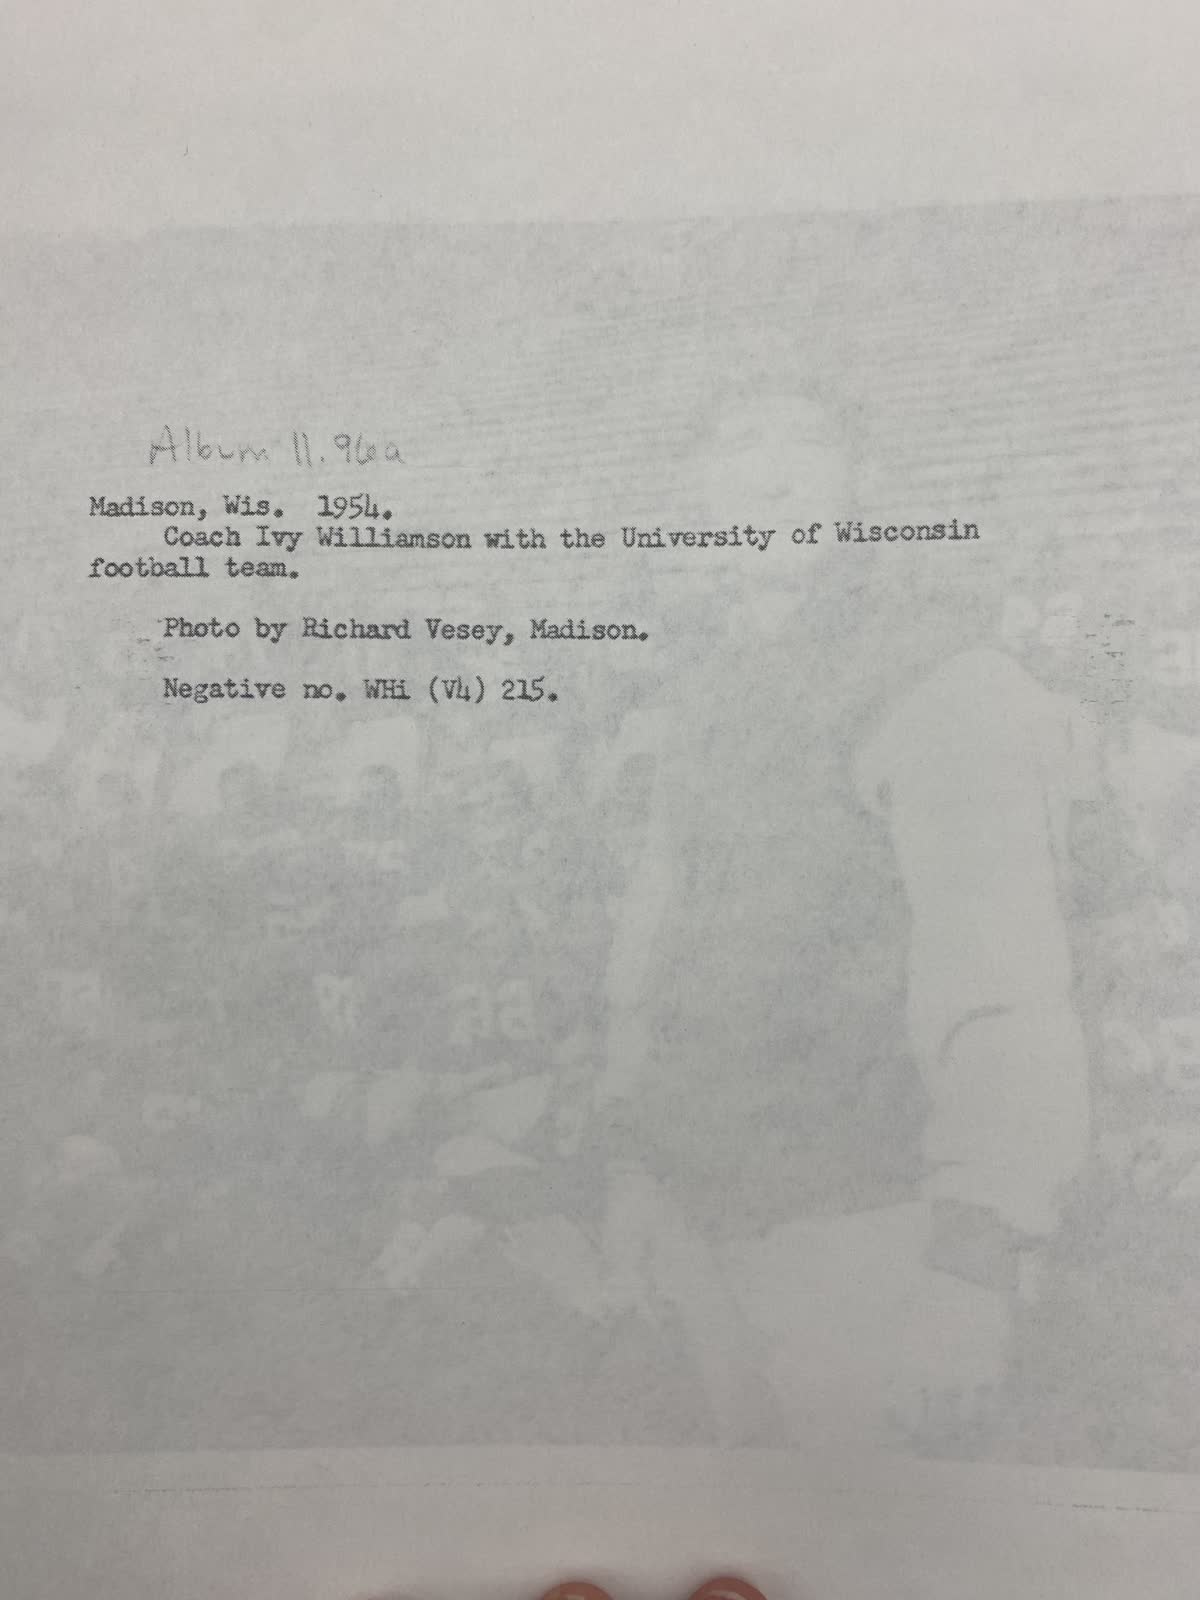 Album 11.96a
Madison, Wis. 1954.
Coach Ivy Williamson with the University of Wisconsin
football team.
Photo by Richard Vesey, Madison.
Negative no. WHi (V4) 215.